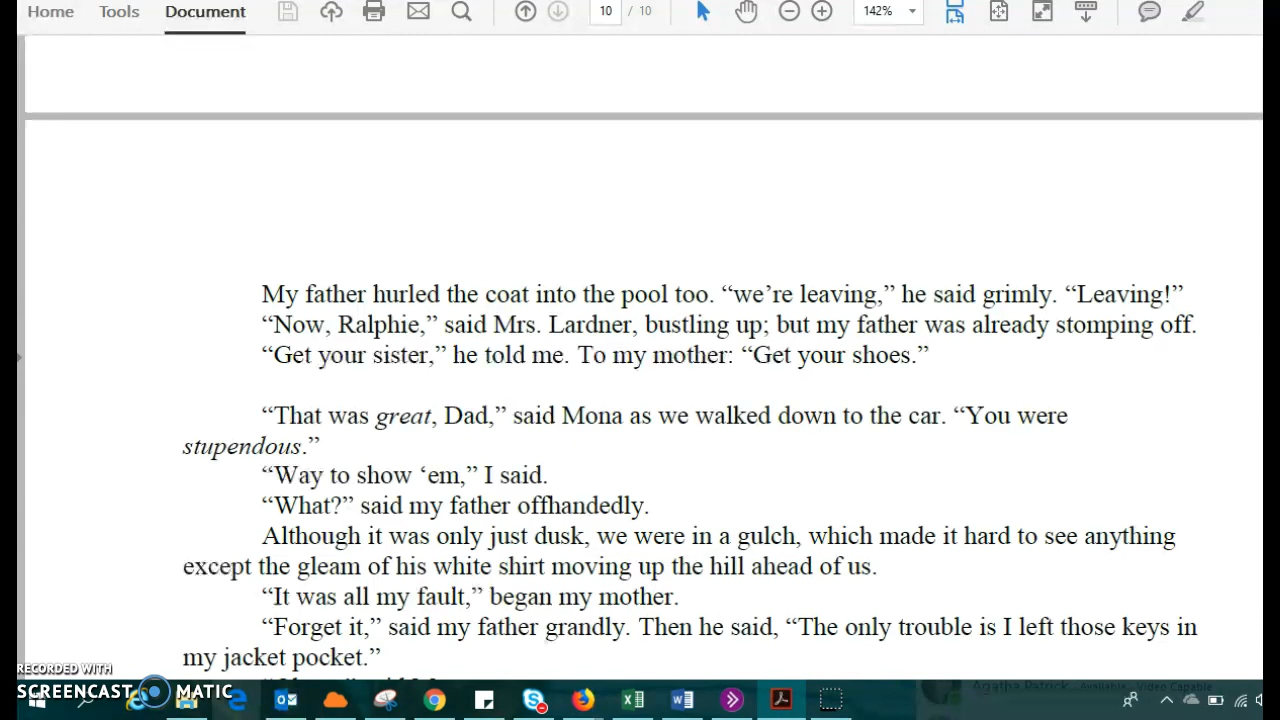 Home Tools Document 10 / 10 142%
My father hurled the coat into the pool too. “we’re leaving,” he said grimly. “Leaving!”
“Now, Ralphie,” said Mrs. Lardner, bustling up; but my father was already stomping off.
“Get your sister,” he told me. To my mother: “Get your shoes.”
“That was great, Dad,” said Mona as we walked down to the car. “You were
stupendous.”
“Way to show ‘em,” I said.
“What?” said my father offhandedly.
Although it was only just dusk, we were in a gulch, which made it hard to see anything
except the gleam of his white shirt moving up the hill ahead of us.
“It was all my fault,” began my mother.
“Forget it,” said my father grandly. Then he said, “The only trouble is I left those keys in
my jacket pocket.”
RECORDED WITH
SCREENCAST MATIC
Agatha Patrick - Available - Video Capable